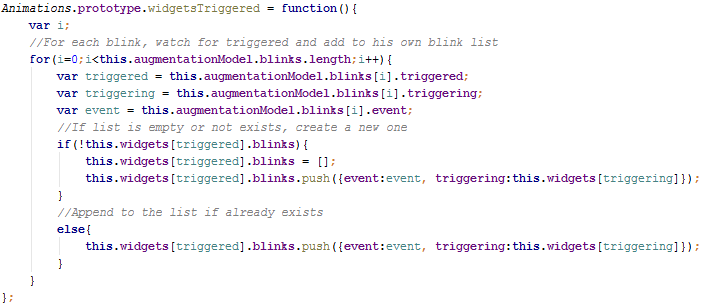 Animations.prototype.widgetsTriggered = function(){
    var i;
    //For each blink, watch for triggered and add to his own blink list
    for(i=0;i<this.augmentationModel.blinks.length;i++){
        var triggered = this.augmentationModel.blinks[i].triggered;
        var triggering = this.augmentationModel.blinks[i].triggering;
        var event = this.augmentationModel.blinks[i].event;
        //If list is empty or not exists, create a new one
        if(!this.widgets[triggered].blinks){
            this.widgets[triggered].blinks = [];
            this.widgets[triggered].blinks.push({event:event, triggering:this.widgets[triggering]});
        }
        //Append to the list if already exists
        else{
            this.widgets[triggered].blinks.push({event:event, triggering:this.widgets[triggering]});
        }
    }
};